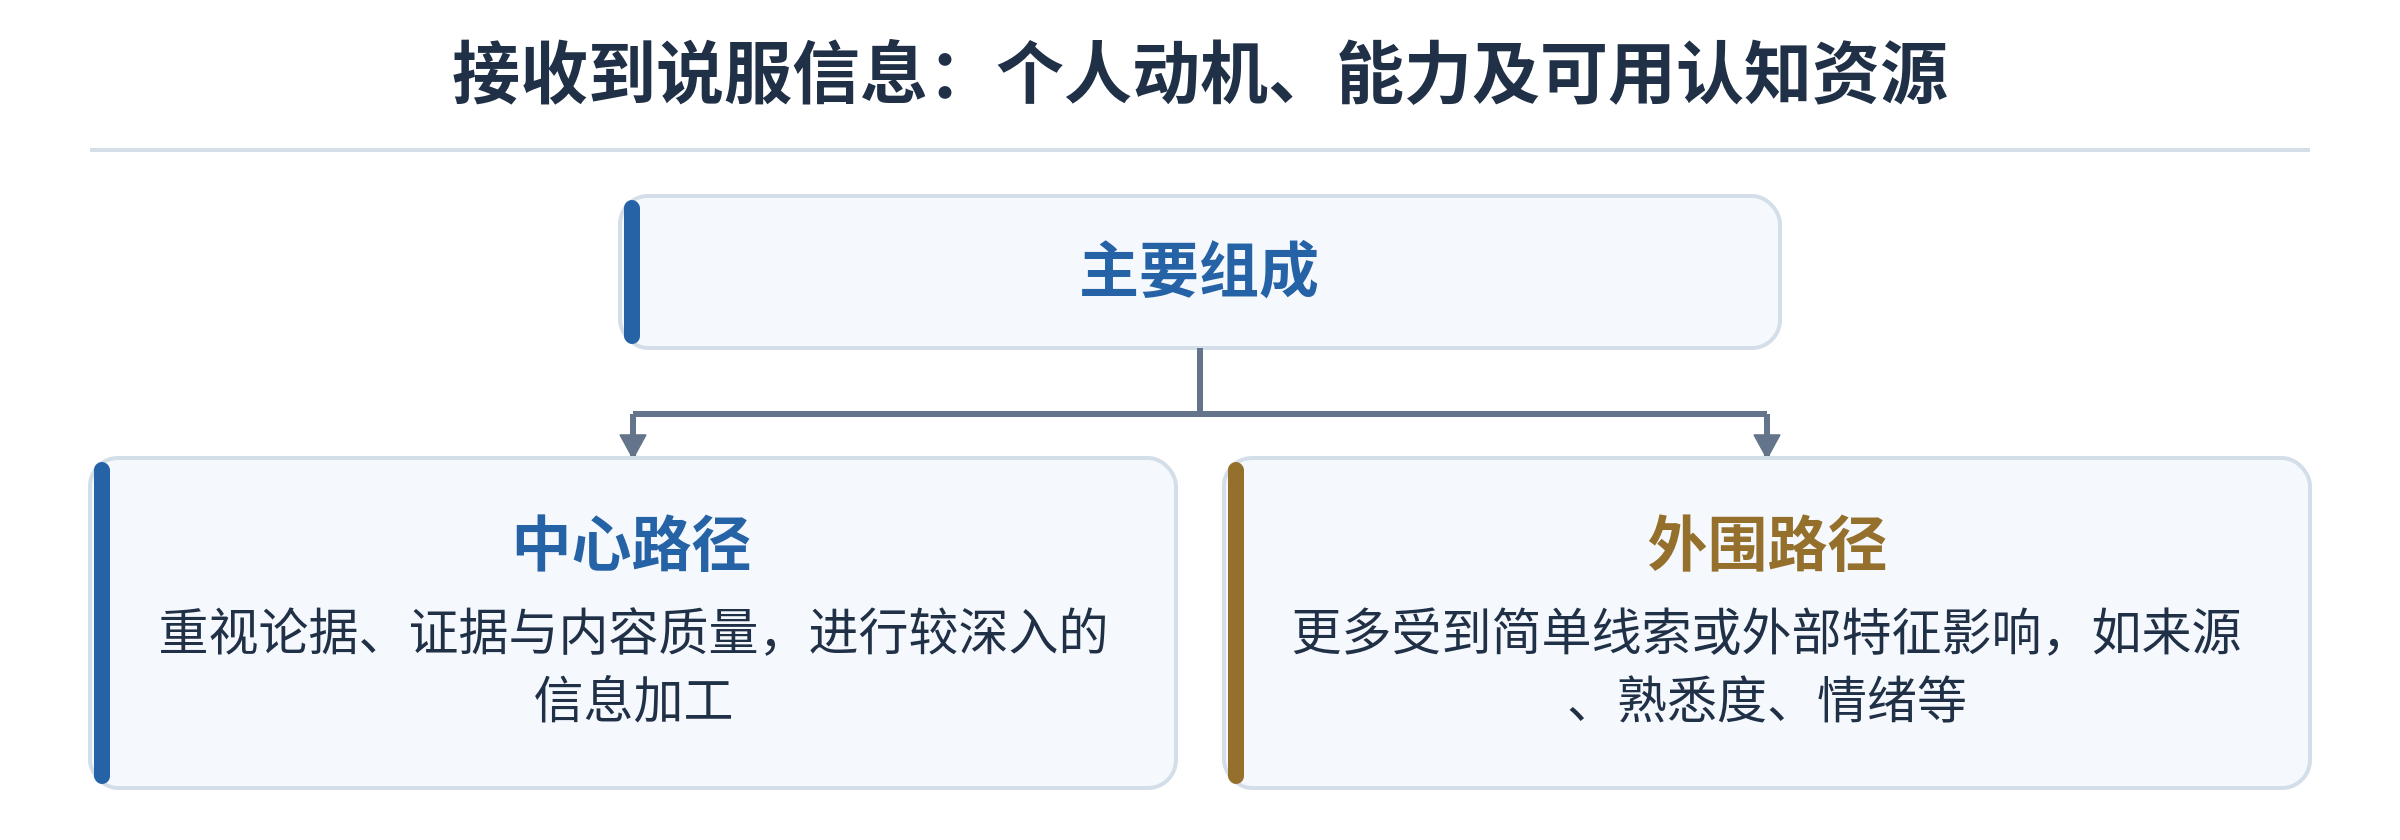 接收到说服信息：个人动机、能力及可用认知资源
主要组成
中心路径
重视论据、证据与内容质量，进行较深入的
信息加工
外围路径
更多受到简单线索或外部特征影响，如来源
、熟悉度、情绪等